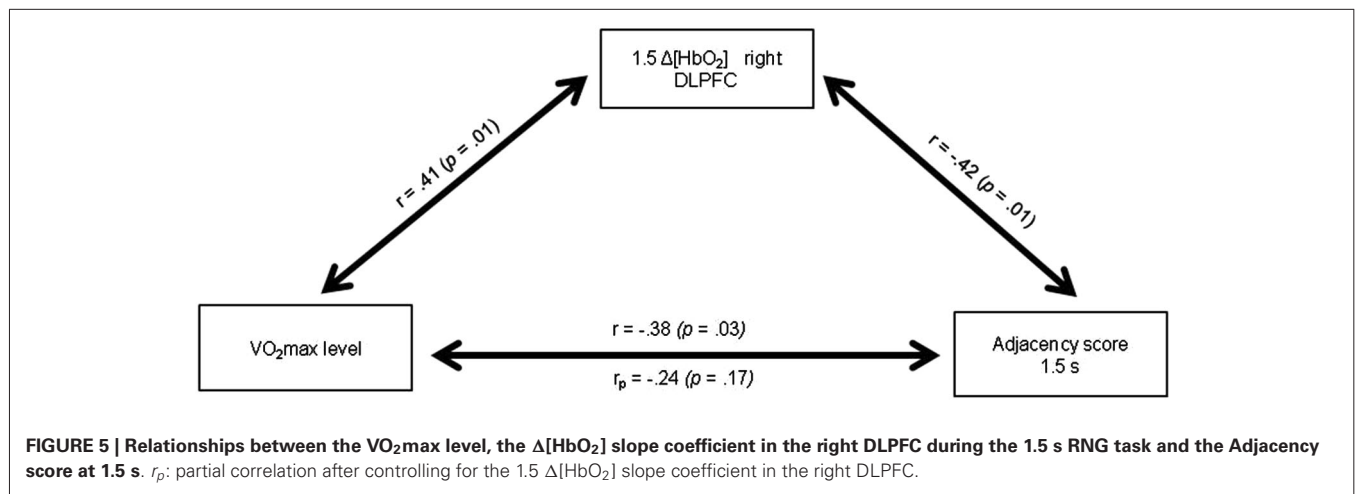 1.5 Δ[HbO₂] right
DLPFC
r = .41 (p = .01)
r = -.42 (p = .01)
VO₂max level
r = -.38 (p = .03)
rₚ = -.24 (p = .17)
Adjacency score
1.5 s
FIGURE 5 | Relationships between the VO₂max level, the Δ[HbO₂] slope coefficient in the right DLPFC during the 1.5 s RNG task and the Adjacency
score at 1.5 s. rₚ: partial correlation after controlling for the 1.5 Δ[HbO₂] slope coefficient in the right DLPFC.